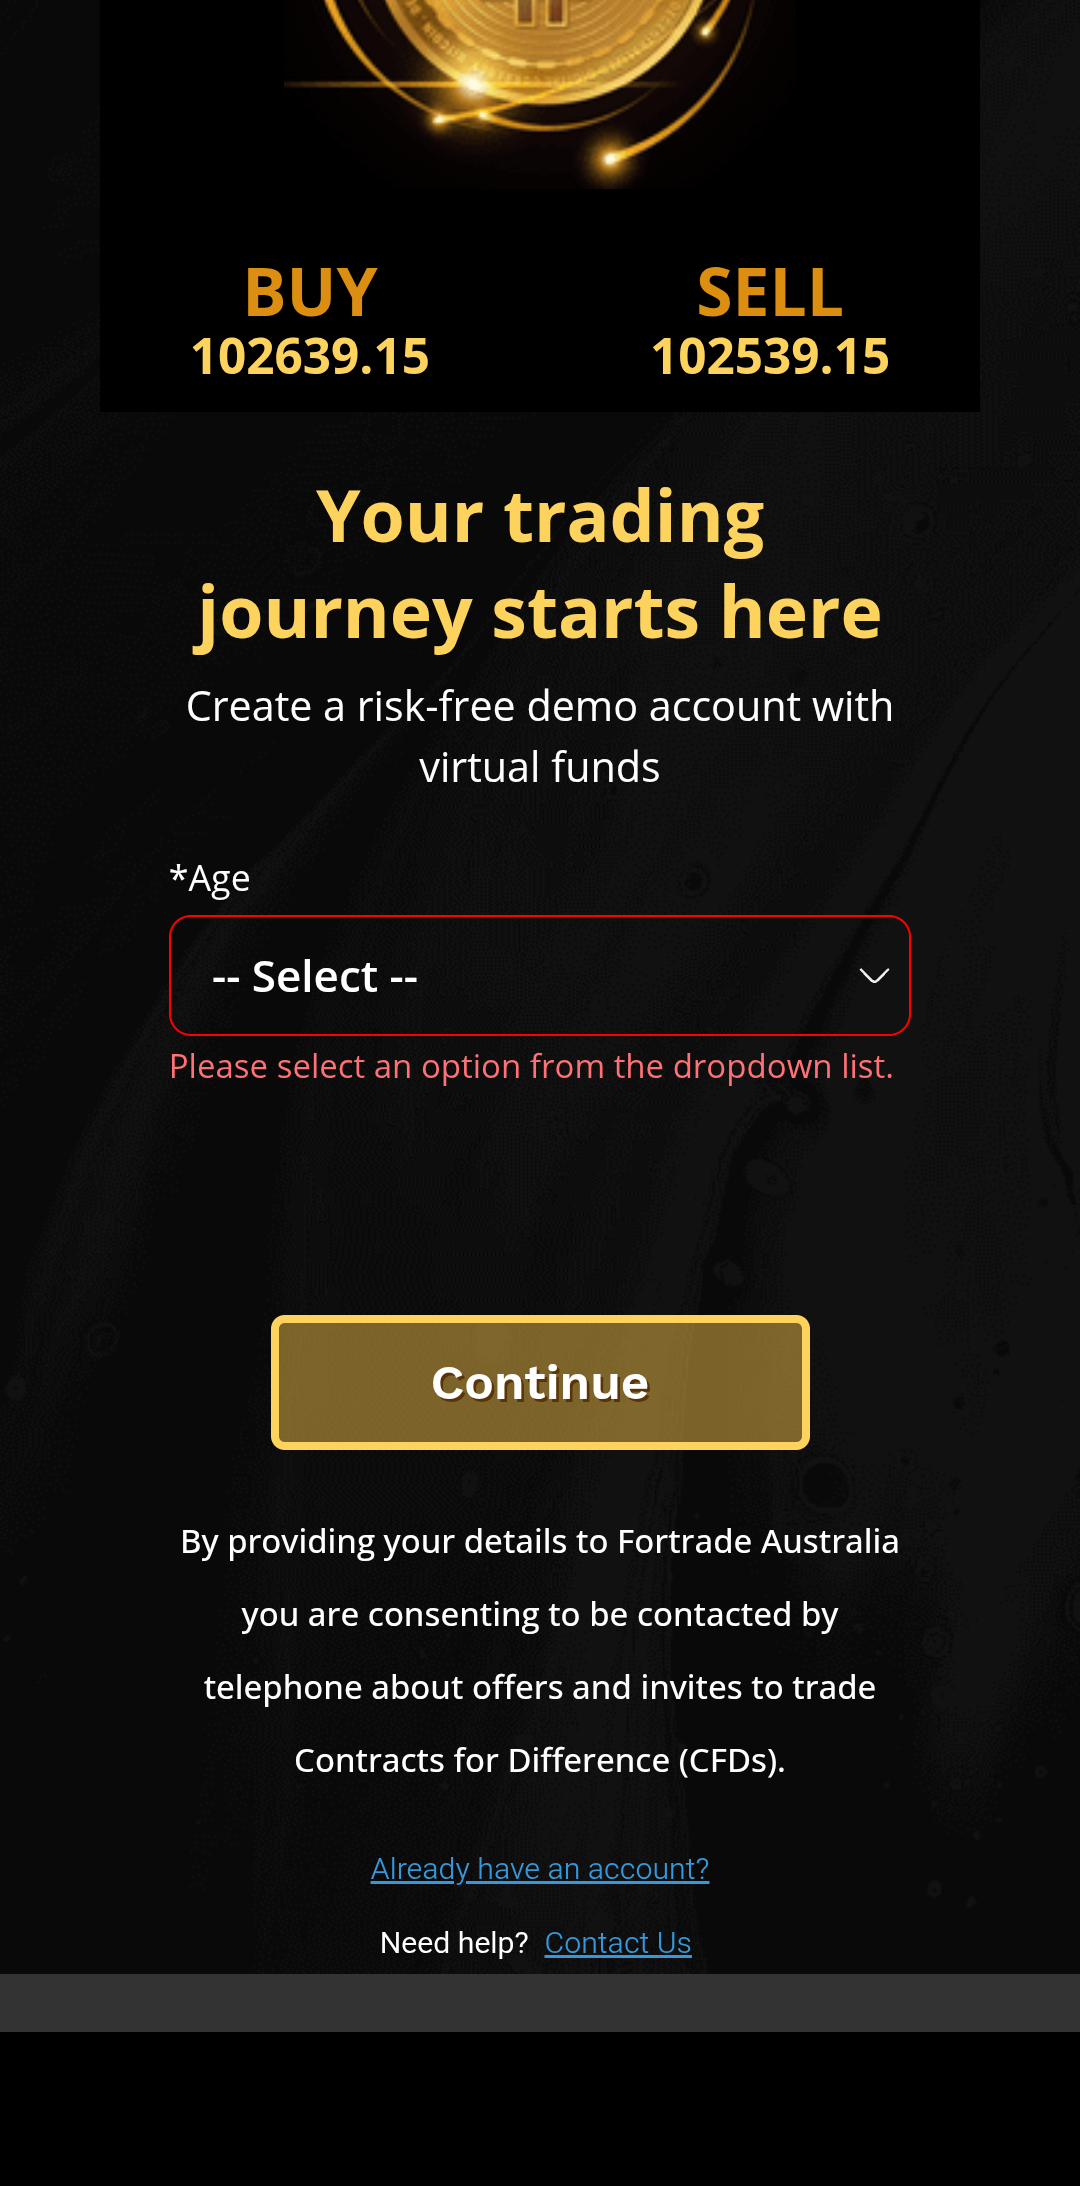 BUY
102639.15
SELL
102539.15
Your trading
journey starts here
Create a risk-free demo account with
virtual funds
*Age
-- Select --
Please select an option from the dropdown list.
Continue
By providing your details to Fortrade Australia
you are consenting to be contacted by
telephone about offers and invites to trade
Contracts for Difference (CFDs).
Already have an account?
Need help? Contact Us